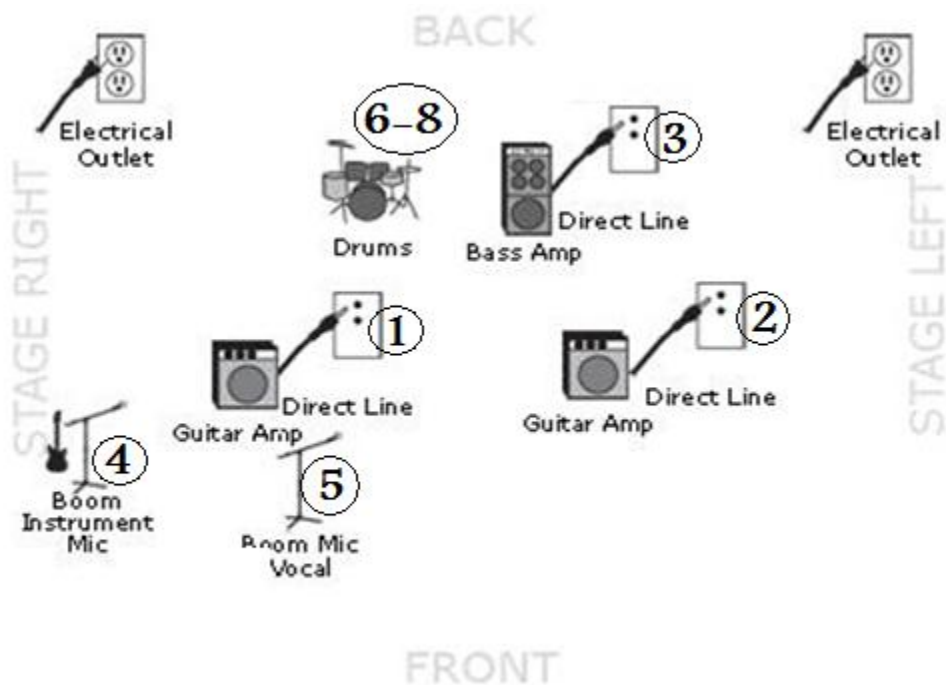 BACK
Electrical
Outlet
6-8
Drums
3
Direct Line
Bass Amp
Electrical
Outlet
STAGE RIGHT
STAGE LEFT
1
Direct Line
Guitar Amp
2
Direct Line
Guitar Amp
4
Boom
Instrument
Mic
5
Boom Mic
Vocal
FRONT